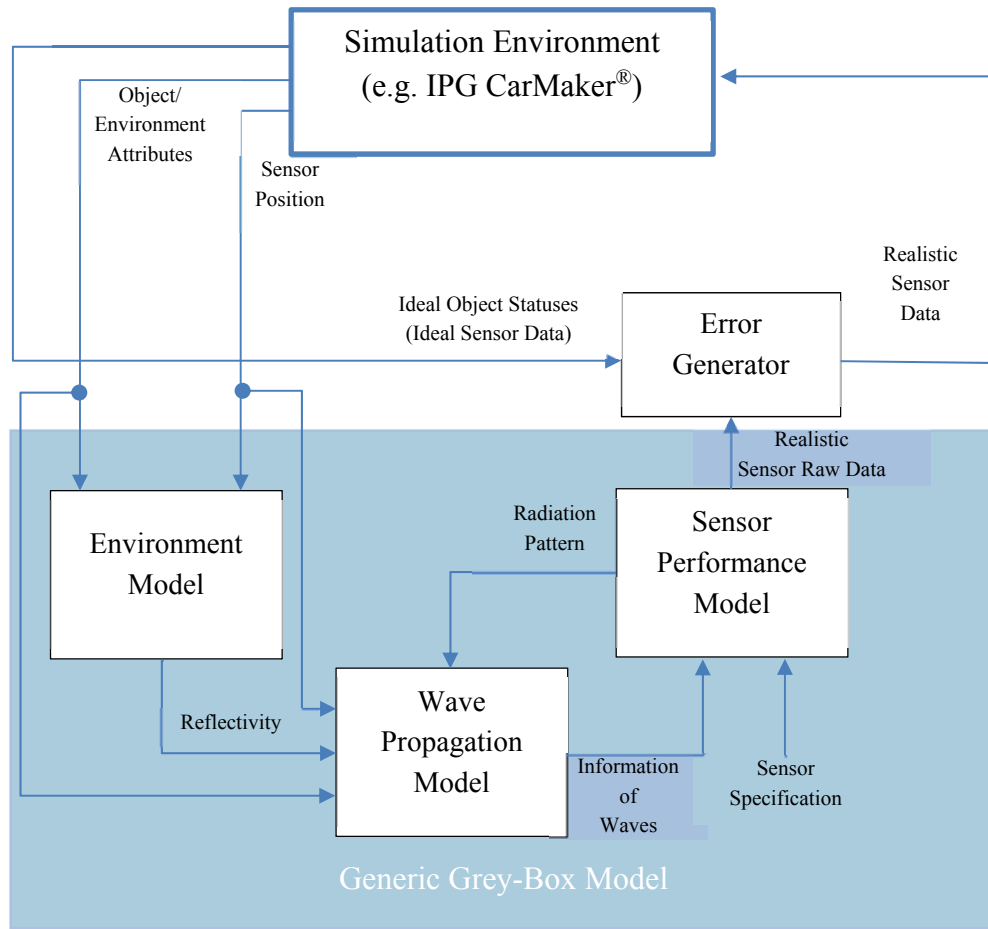 Simulation Environment
(e.g. IPG CarMaker®)
Object/
Environment
Attributes
Sensor
Position
Realistic
Sensor
Data
Ideal Object Statuses
(Ideal Sensor Data)
Error
Generator
Realistic
Sensor Raw Data
Environment
Model
Radiation
Pattern
Sensor
Performance
Model
Reflectivity
Wave
Propagation
Model
Information
of
Waves
Sensor
Specification
Generic Grey-Box Model